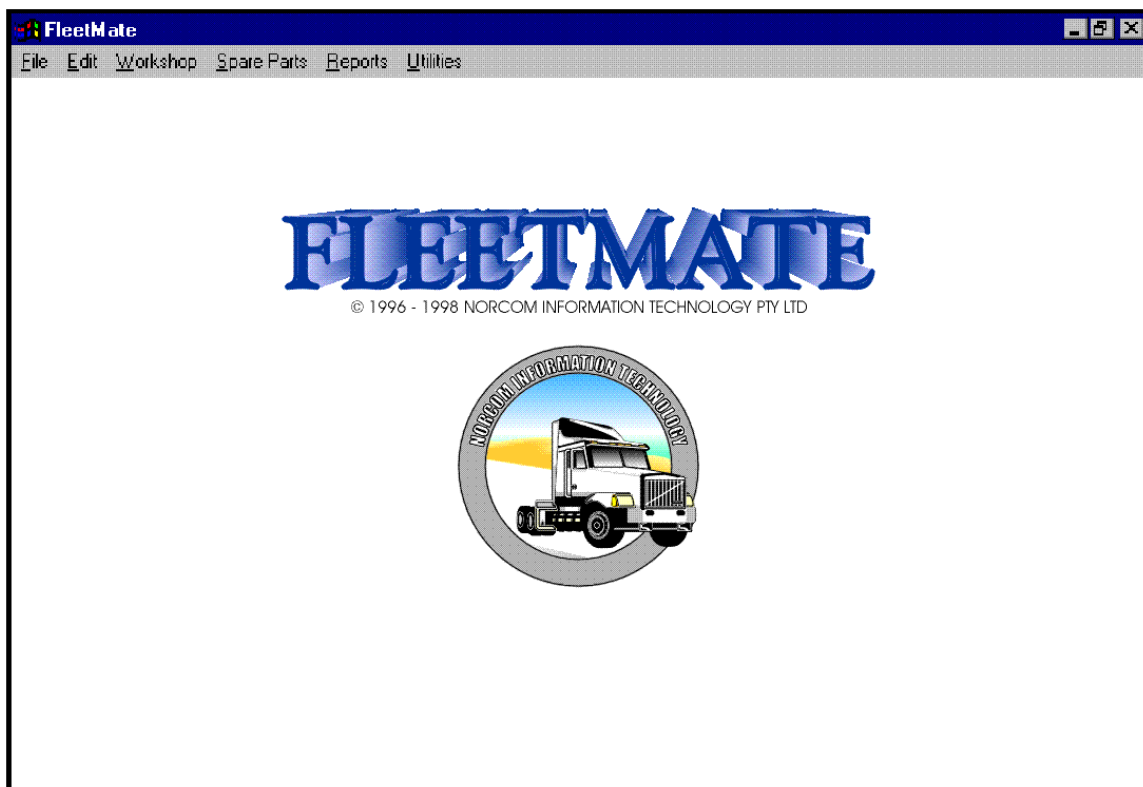 FleetMate
File Edit Workshop Spare Parts Reports Utilities
FLEETMATE
© 1996 - 1998 NORCOM INFORMATION TECHNOLOGY PTY LTD
NORCOM INFORMATION TECHNOLOGY